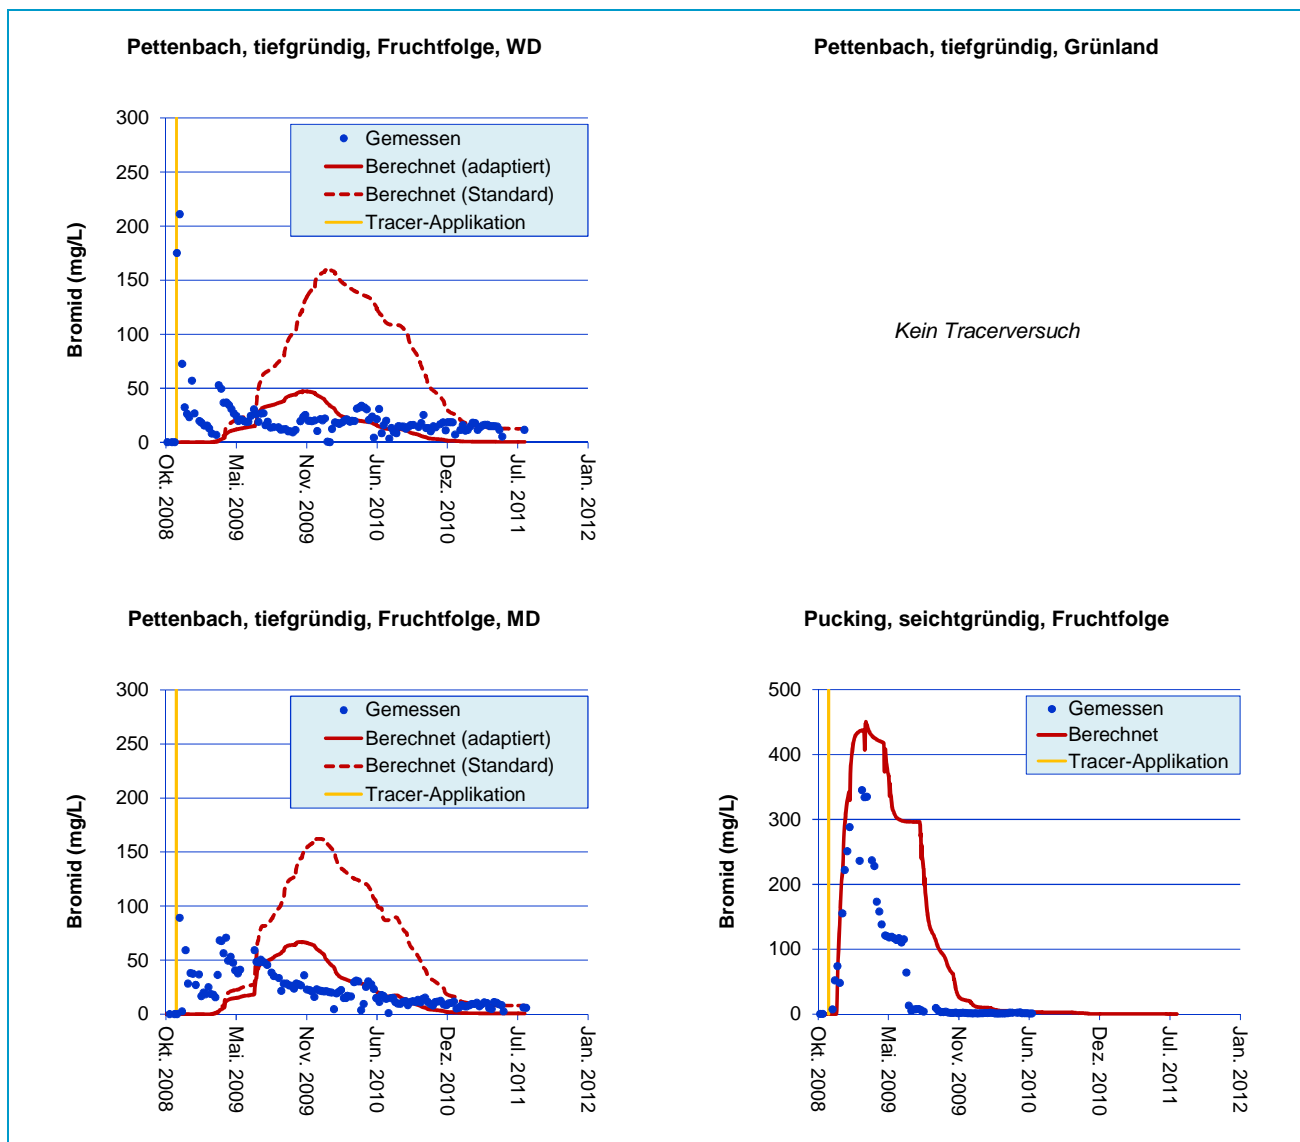 Pettenbach, tiefgründig, Fruchtfolge, WD
Bromid (mg/L)
300
250
200
150
100
50
0
Gemessen
Berechnet (adaptiert)
Berechnet (Standard)
Tracer-Applikation
Okt. 2008
Mai. 2009
Nov. 2009
Jun. 2010
Dez. 2010
Jul. 2011
Jan. 2012
Pettenbach, tiefgründig, Grünland
Kein Tracerversuch
Pettenbach, tiefgründig, Fruchtfolge, MD
Bromid (mg/L)
300
250
200
150
100
50
0
Gemessen
Berechnet (adaptiert)
Berechnet (Standard)
Tracer-Applikation
Okt. 2008
Mai. 2009
Nov. 2009
Jun. 2010
Dez. 2010
Jul. 2011
Jan. 2012
Pucking, seichtgründig, Fruchtfolge
Bromid (mg/L)
500
400
300
200
100
0
Gemessen
Berechnet
Tracer-Applikation
Okt. 2008
Mai. 2009
Nov. 2009
Jun. 2010
Dez. 2010
Jul. 2011
Jan. 2012